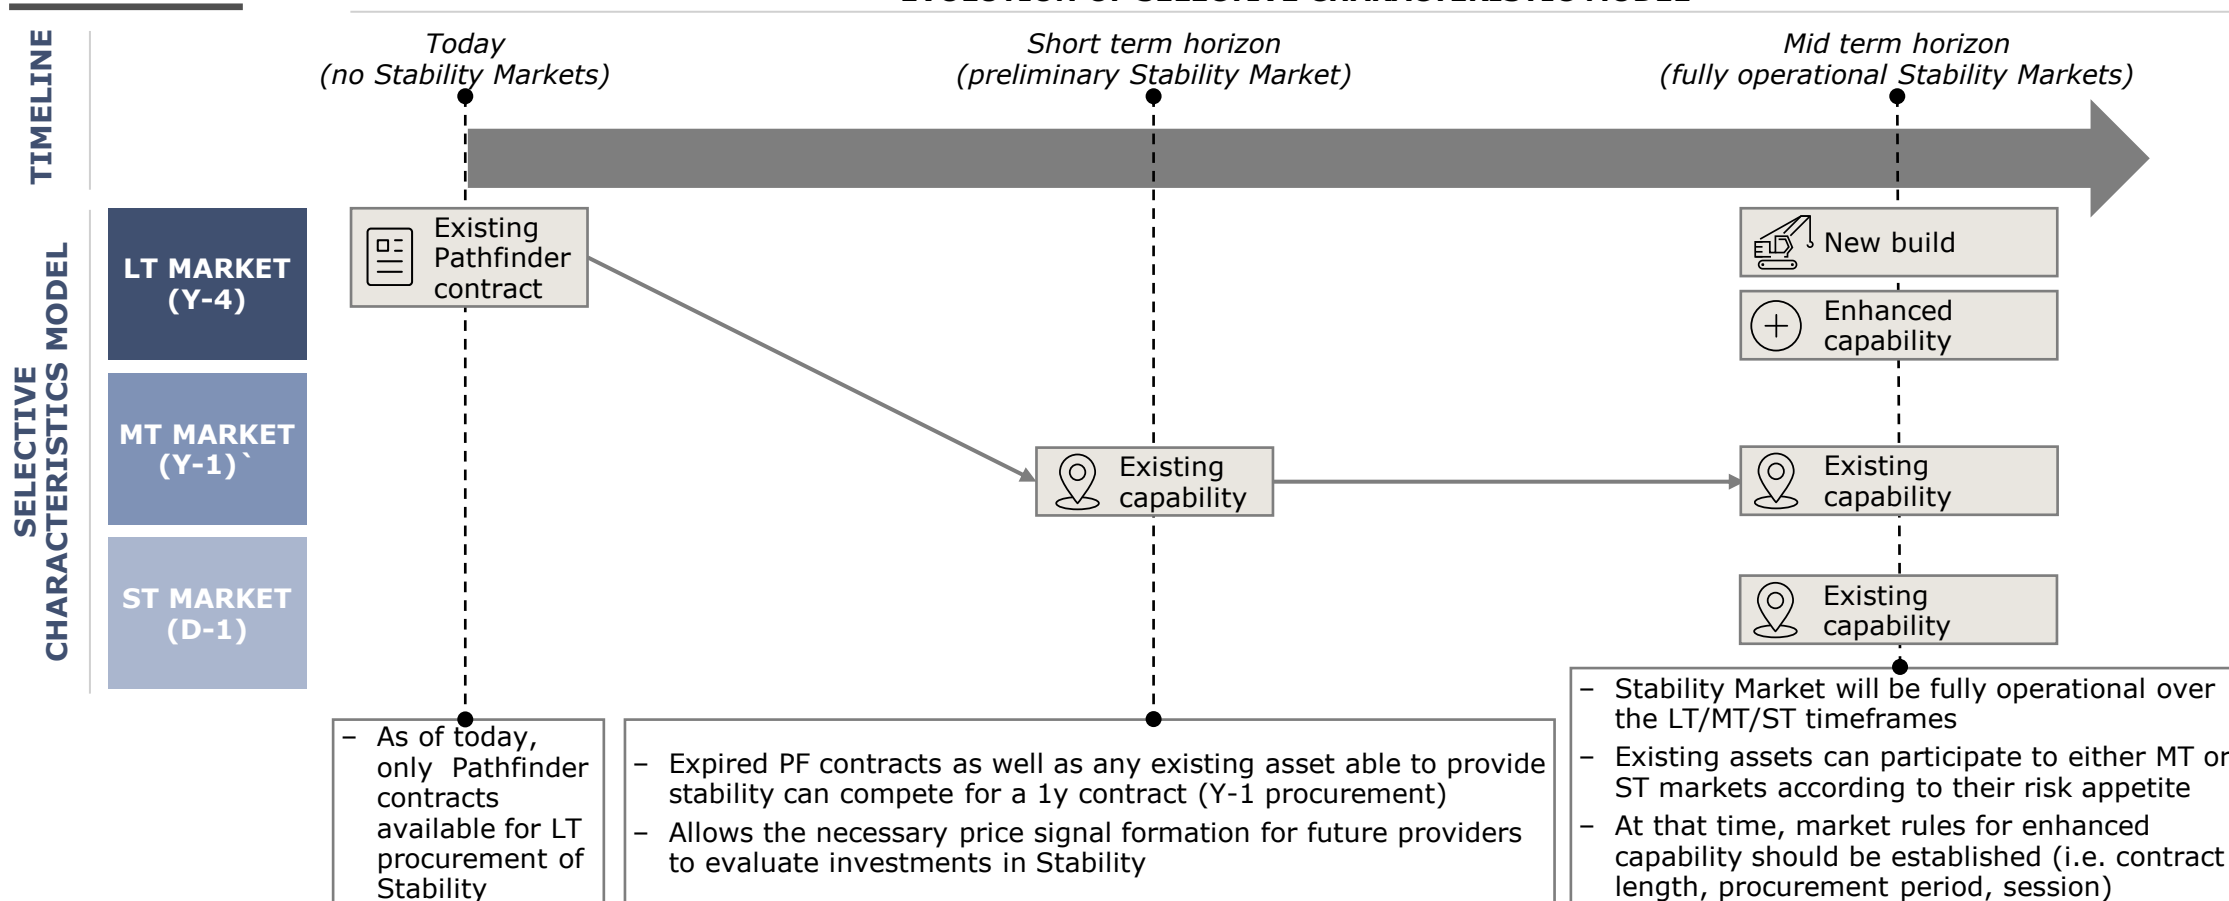 EVOLUTION OF SELECTIVE CHARACTERISTIC MODEL
TIMELINE
Today
(no Stability Markets)
Short term horizon
(preliminary Stability Market)
Mid term horizon
(fully operational Stability Markets)
SELECTIVE
CHARACTERISTICS MODEL
LT MARKET
(Y-4)
Existing
Pathfinder
contract
New build
Enhanced
capability
MT MARKET
(Y-1)`
Existing
capability
Existing
capability
ST MARKET
(D-1)
Existing
capability
– As of today,
only Pathfinder
contracts
available for LT
procurement of
Stability
– Expired PF contracts as well as any existing asset able to provide
stability can compete for a 1y contract (Y-1 procurement)
– Allows the necessary price signal formation for future providers
to evaluate investments in Stability
– Stability Market will be fully operational over
the LT/MT/ST timeframes
– Existing assets can participate to either MT or
ST markets according to their risk appetite
– At that time, market rules for enhanced
capability should be established (i.e. contract
length, procurement period, session)